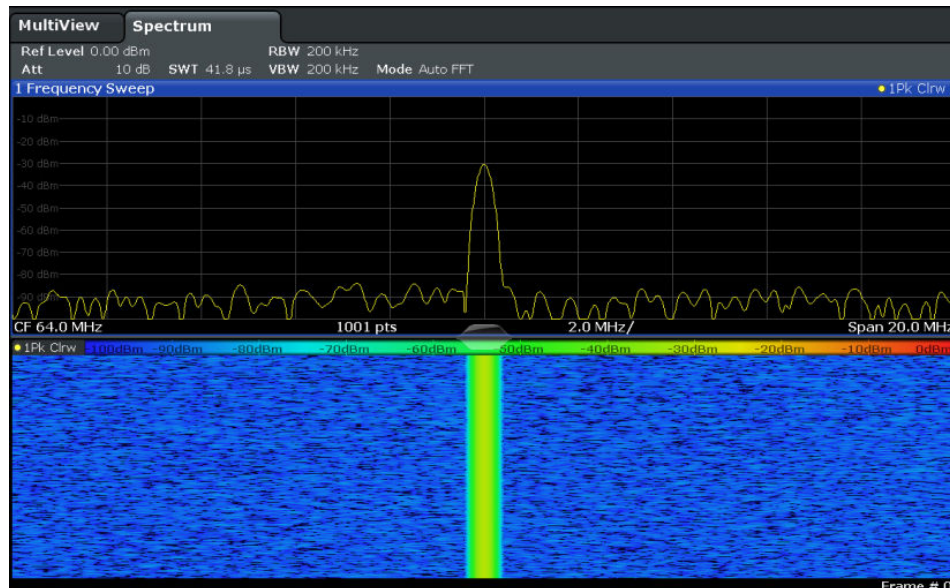 MultiView Spectrum
Ref Level 0.00 dBm RBW 200 kHz
Att 10 dB SWT 41.8 µs VBW 200 kHz Mode Auto FFT
1 Frequency Sweep 1Pk Clrw
-10 dBm
-20 dBm
-30 dBm
-40 dBm
-50 dBm
-60 dBm
-70 dBm
-80 dBm
-90 dBm
CF 64.0 MHz 1001 pts 2.0 MHz/ Span 20.0 MHz
1Pk Clrw -100dBm -90dBm -80dBm -70dBm -60dBm -50dBm -40dBm -30dBm -20dBm -10dBm 0dBm
Frame # 0